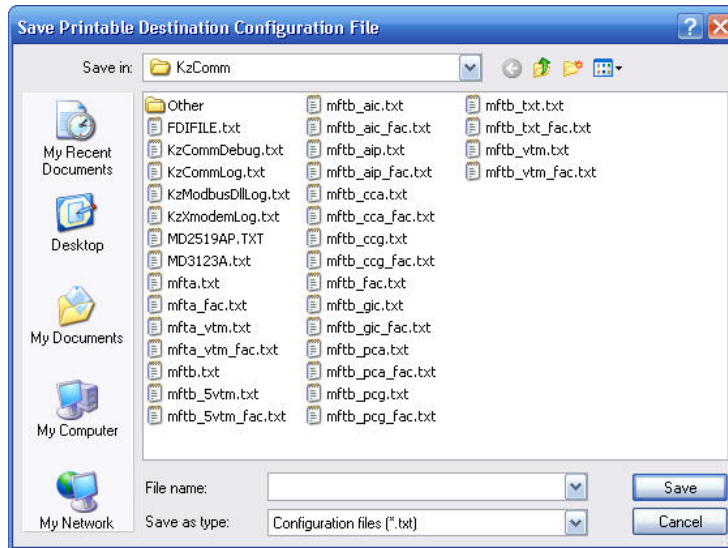 Save Printable Destination Configuration File
Save in: KzComm
My Recent Documents
Desktop
My Documents
My Computer
My Network
Other
FDIFILE.txt
KzCommDebug.txt
KzCommLog.txt
KzModbusDllLog.txt
KzXmodemLog.txt
MD2519AP.TXT
MD3123A.txt
mfta.txt
mfta_fac.txt
mfta_vtm.txt
mfta_vtm_fac.txt
mftb.txt
mftb_5vtm.txt
mftb_5vtm_fac.txt
mftb_aic.txt
mftb_aic_fac.txt
mftb_aip.txt
mftb_aip_fac.txt
mftb_cca.txt
mftb_cca_fac.txt
mftb_ccg.txt
mftb_ccg_fac.txt
mftb_fac.txt
mftb_gic.txt
mftb_gic_fac.txt
mftb_pca.txt
mftb_pca_fac.txt
mftb_pcg.txt
mftb_pcg_fac.txt
mftb_txt.txt
mftb_txt_fac.txt
mftb_vtm.txt
mftb_vtm_fac.txt
File name:
Save
Save as type: Configuration files (*.txt)
Cancel